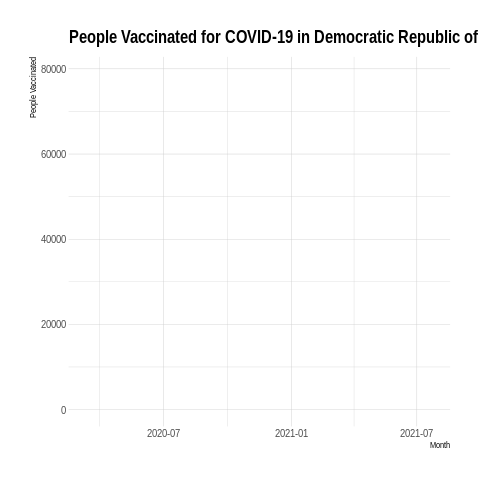 People Vaccinated for COVID-19 in Democratic Republic of
People Vaccinated
80000
60000
40000
20000
0
2020-07 2021-01 2021-07
Month